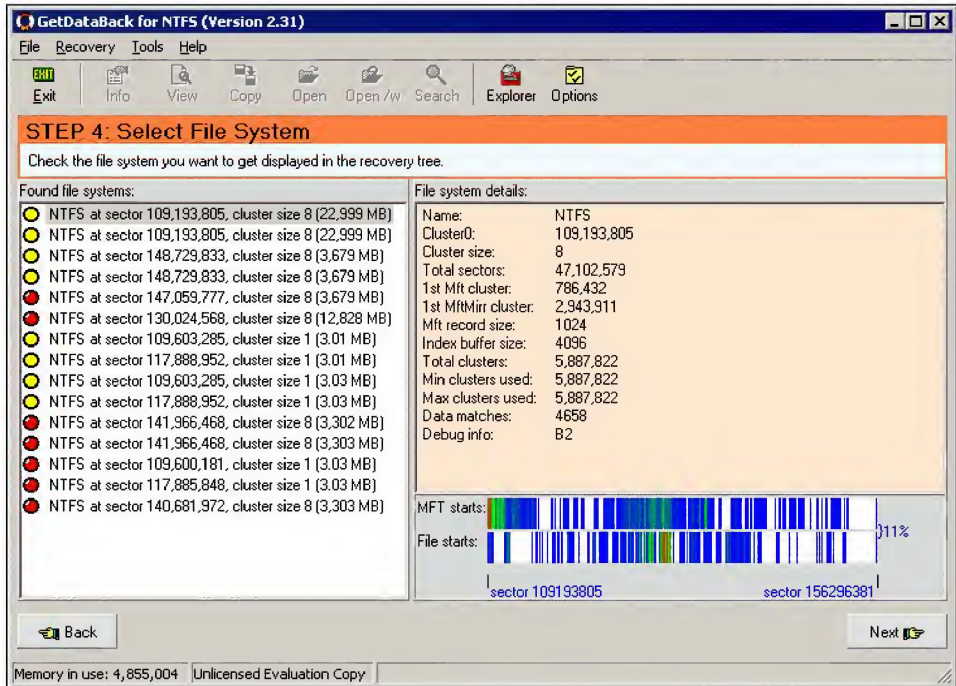 GetDataBack for NTFS (Version 2.31)
File Recovery Tools Help
EXIT
Exit Info View Copy Open Open /w Search Explorer Options
STEP 4: Select File System
Check the file system you want to get displayed in the recovery tree.
Found file systems:
NTFS at sector 109,193,805, cluster size 8 (22,999 MB)
NTFS at sector 109,193,805, cluster size 8 (22,999 MB)
NTFS at sector 148,729,833, cluster size 8 (3,679 MB)
NTFS at sector 148,729,833, cluster size 8 (3,679 MB)
NTFS at sector 147,059,777, cluster size 8 (3,679 MB)
NTFS at sector 130,024,568, cluster size 8 (12,828 MB)
NTFS at sector 109,603,285, cluster size 1 (3.01 MB)
NTFS at sector 117,888,952, cluster size 1 (3.01 MB)
NTFS at sector 109,603,285, cluster size 1 (3.03 MB)
NTFS at sector 117,888,952, cluster size 1 (3.03 MB)
NTFS at sector 141,966,468, cluster size 8 (3,302 MB)
NTFS at sector 141,966,468, cluster size 8 (3,303 MB)
NTFS at sector 109,600,181, cluster size 1 (3.03 MB)
NTFS at sector 117,885,848, cluster size 1 (3.03 MB)
NTFS at sector 140,681,972, cluster size 8 (3,303 MB)
File system details:
Name: NTFS
Cluster0: 109,193,805
Cluster size: 8
Total sectors: 47,102,579
1st Mft cluster: 786,432
1st MftMirr cluster: 2,943,911
Mft record size: 1024
Index buffer size: 4096
Total clusters: 5,887,822
Min clusters used: 5,887,822
Max clusters used: 5,887,822
Data matches: 4658
Debug info: B2
MFT starts:
File starts:
}11%
sector 109193805 sector 156296381
Back
Next
Memory in use: 4,855,004 Unlicensed Evaluation Copy